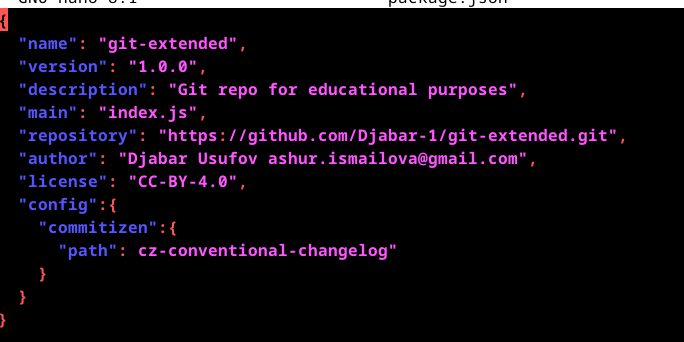 GNU nano 8.1 package.json
{
"name": "git-extended",
"version": "1.0.0",
"description": "Git repo for educational purposes",
"main": "index.js",
"repository": "https://github.com/Djabar-1/git-extended.git",
"author": "Djabar Usufov ashur.ismailova@gmail.com",
"license": "CC-BY-4.0",
"config":{
"commitizen":{
"path": cz-conventional-changelog"
}
}
}